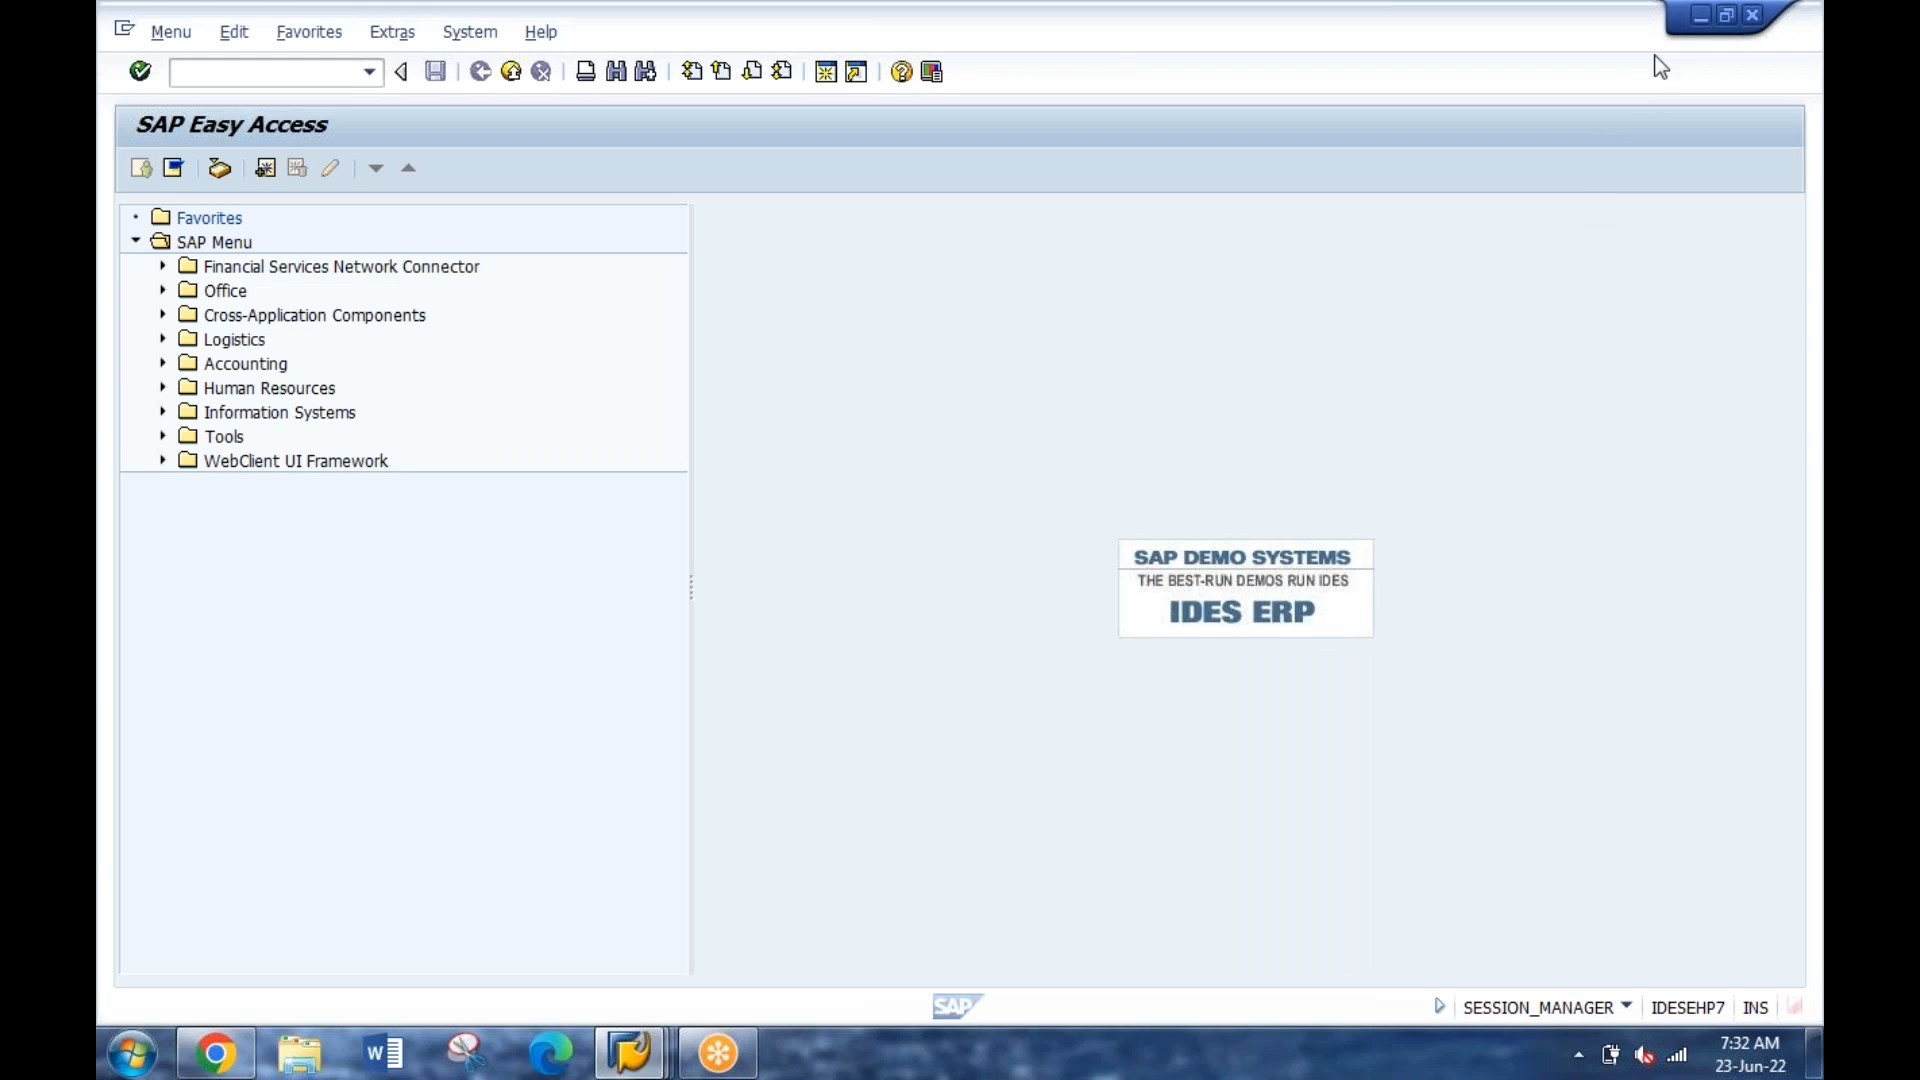 Menu Edit Favorites Extras System Help
SAP Easy Access
Favorites
SAP Menu
Financial Services Network Connector
Office
Cross-Application Components
Logistics
Accounting
Human Resources
Information Systems
Tools
WebClient UI Framework
SAP DEMO SYSTEMS
THE BEST-RUN DEMOS RUN IDES
IDES ERP
SAP
SESSION_MANAGER IDESEHP7 INS
7:32 AM
23-Jun-22